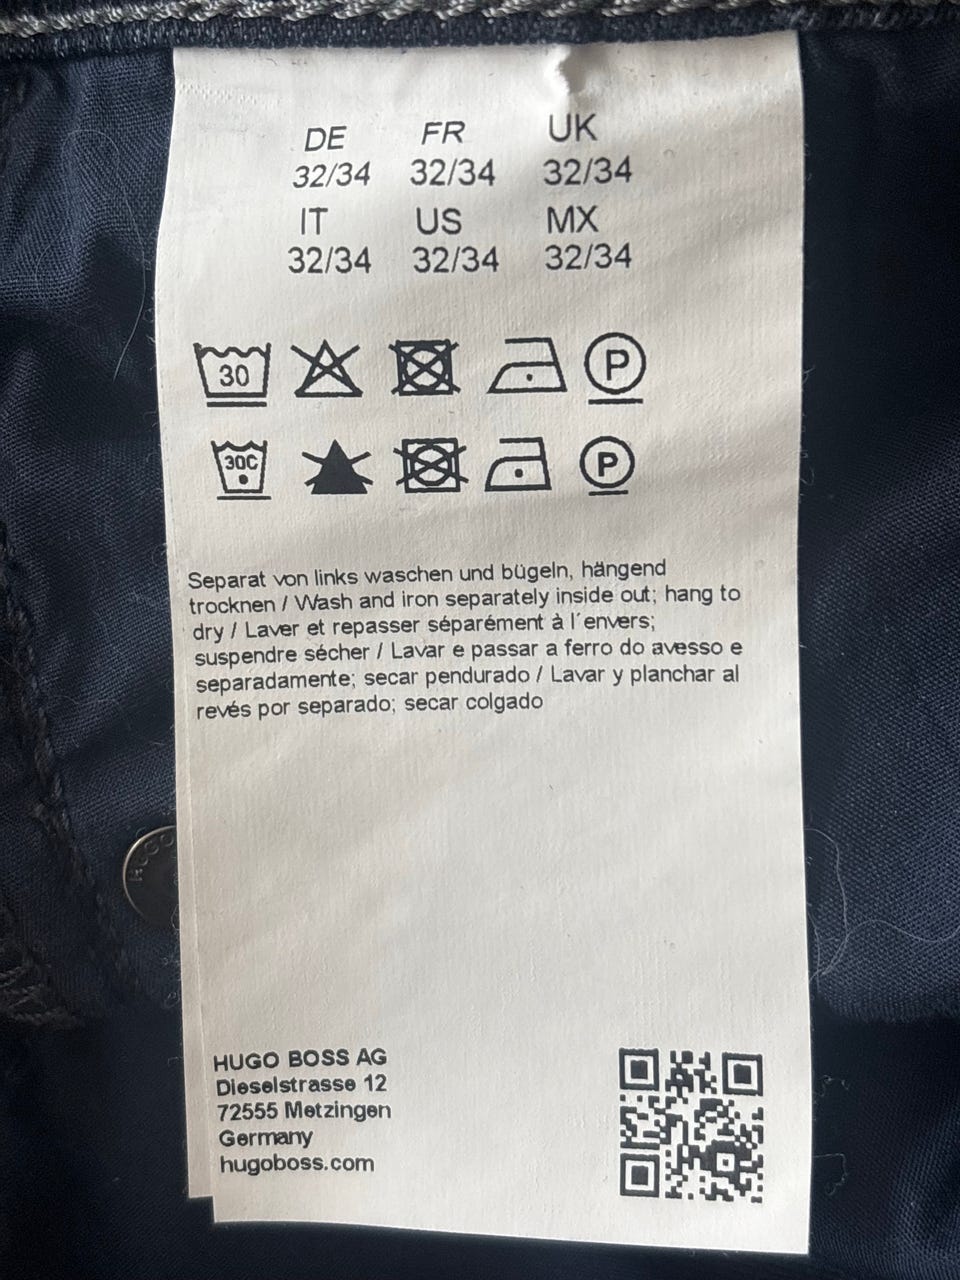 DE FR UK
32/34 32/34 32/34
IT US MX
32/34 32/34 32/34
30 P
30C P
Separat von links waschen und bügeln, hängend
trocknen / Wash and iron separately inside out; hang to
dry / Laver et repasser séparément à l´envers;
suspendre sécher / Lavar e passar a ferro do avesso e
separadamente; secar pendurado / Lavar y planchar al
revés por separado; secar colgado
HUGO
HUGO BOSS AG
Dieselstrasse 12
72555 Metzingen
Germany
hugoboss.com